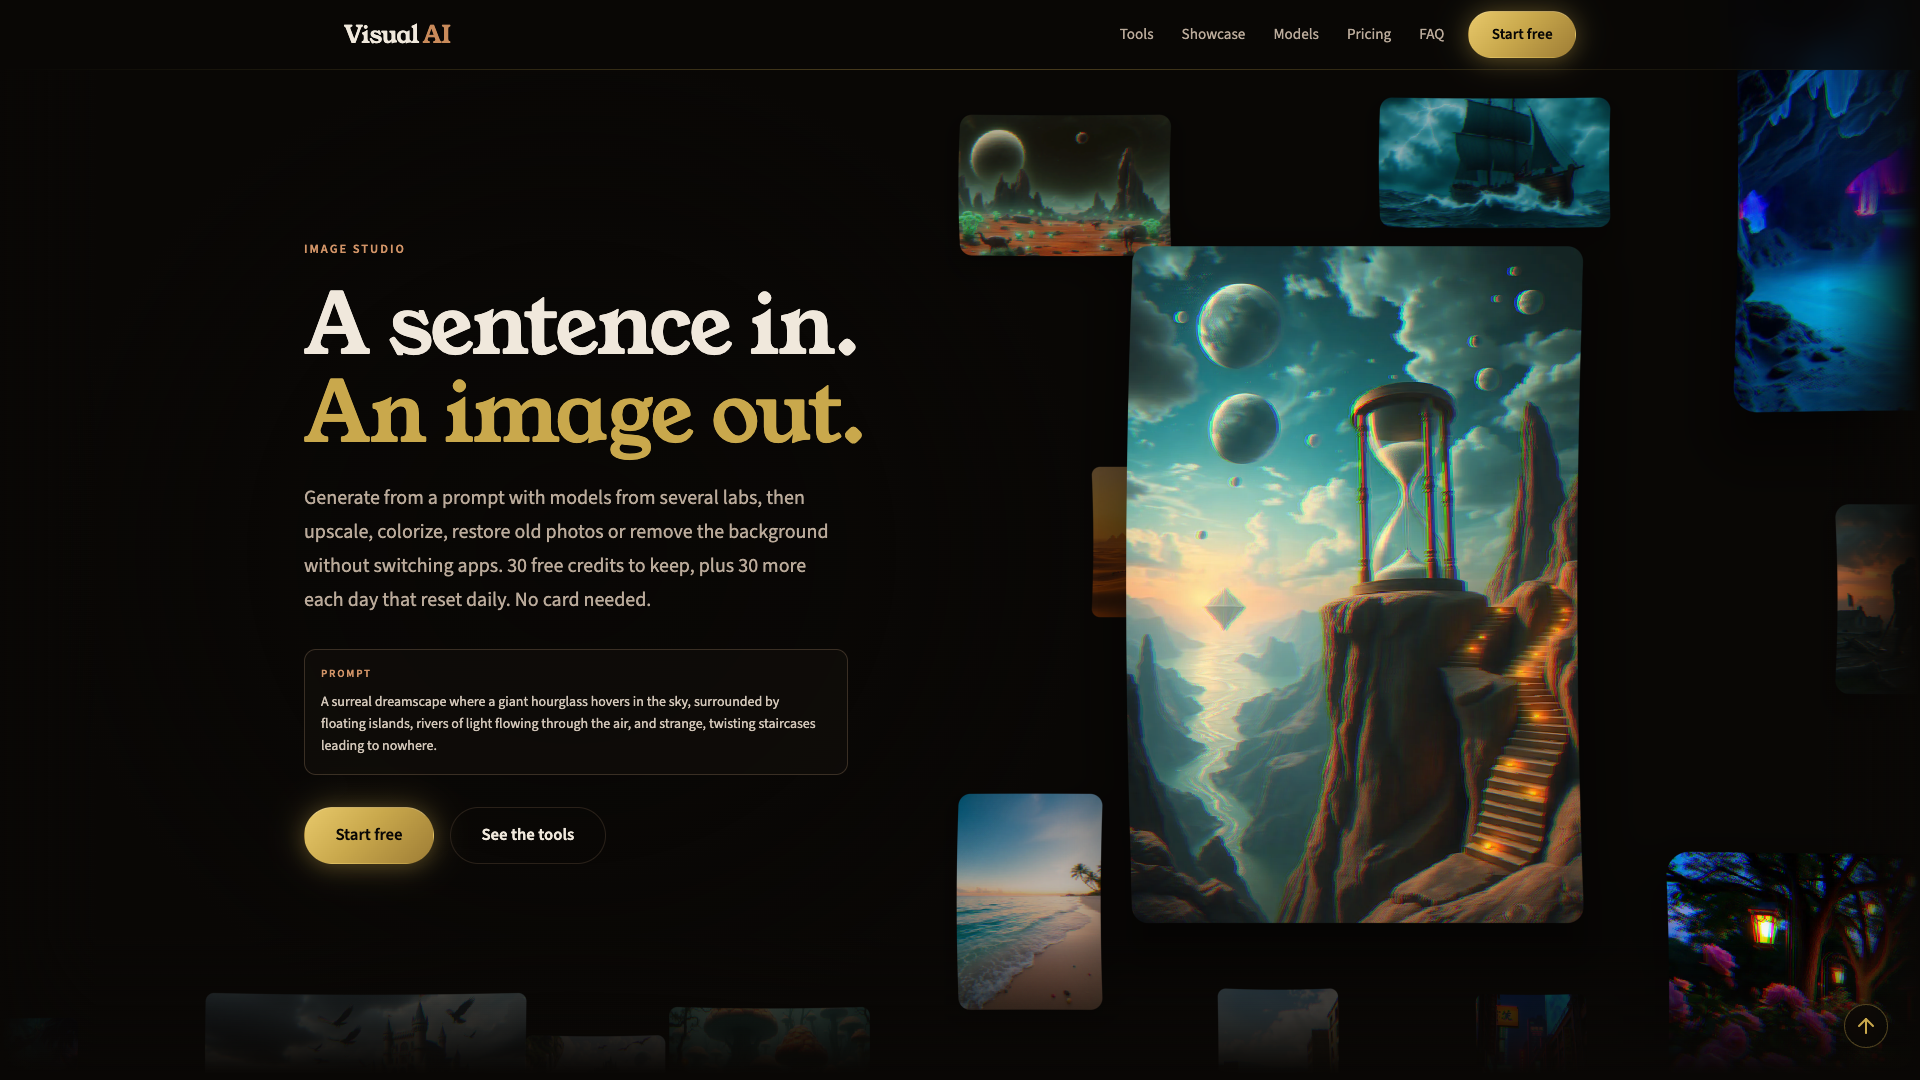 Visual AI
Tools
Showcase
Models
Pricing
FAQ
Start free
IMAGE STUDIO
A sentence in.
An image out.
Generate from a prompt with models from several labs, then
upscale, colorize, restore old photos or remove the background
without switching apps. 30 free credits to keep, plus 30 more
each day that reset daily. No card needed.
PROMPT
A surreal dreamscape where a giant hourglass hovers in the sky, surrounded by
floating islands, rivers of light flowing through the air, and strange, twisting staircases
leading to nowhere.
Start free
See the tools